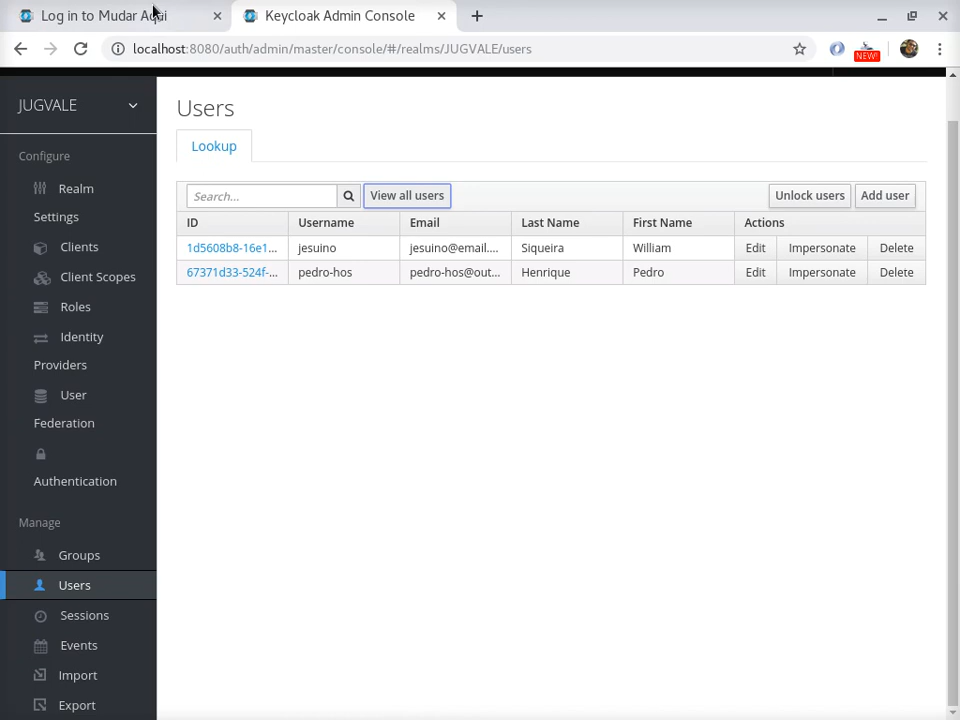 Log in to Mudar Aqui
Keycloak Admin Console
localhost:8080/auth/admin/master/console/#/realms/JUGVALE/users
NEW!
JUGVALE
Configure
Realm
Settings
Clients
Client Scopes
Roles
Identity
Providers
User
Federation
Authentication
Manage
Groups
Users
Sessions
Events
Import
Export
Users
Lookup
Search...
View all users
Unlock users
Add user
ID Username Email Last Name First Name Actions
1d5608b8-16e1... jesuino jesuino@email.... Siqueira William Edit Impersonate Delete
67371d33-524f-... pedro-hos pedro-hos@out... Henrique Pedro Edit Impersonate Delete